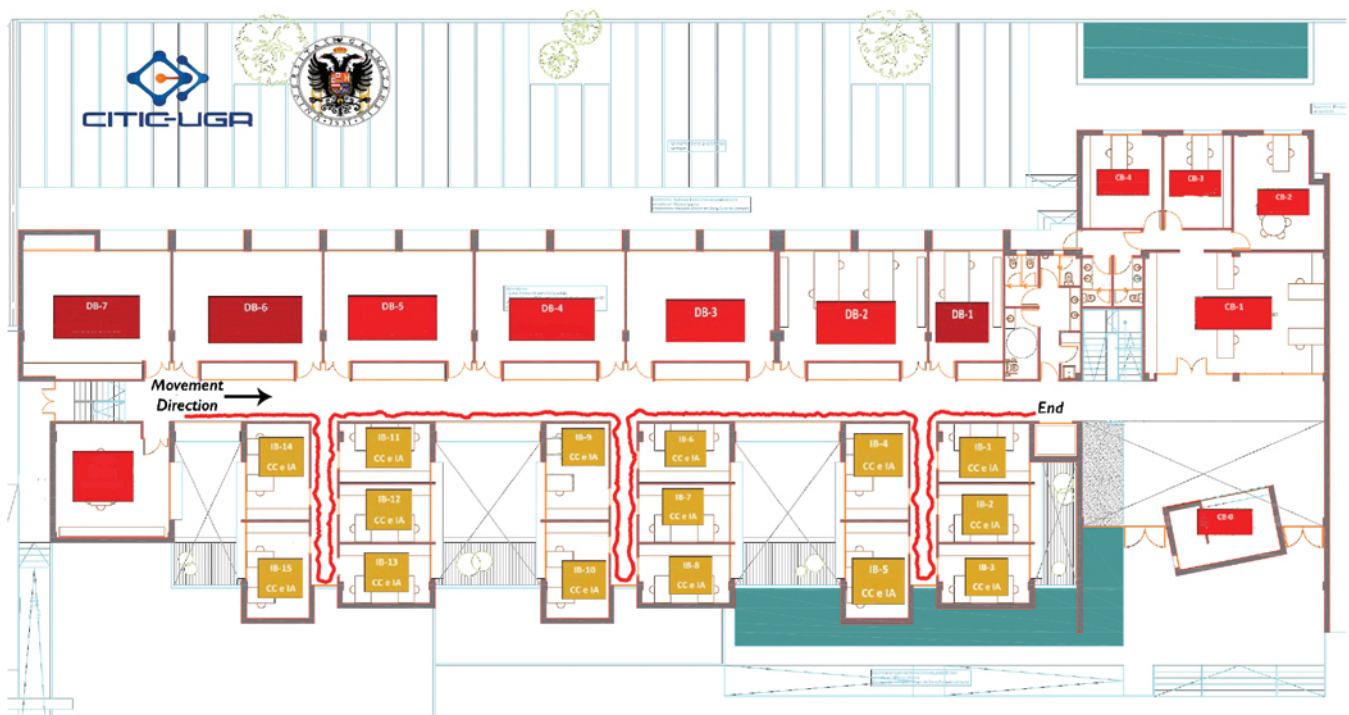 CITIC-UGR
UNIVERSITAS GRANATENSIS
1531
CB-4
CB-3
CB-2
DB-7
DB-6
DB-5
DB-4
DB-3
DB-2
DB-1
CB-1
Movement
Direction
End
IB-14
CC e IA
IB-11
CC e IA
IB-9
CC e IA
IB-6
CC e IA
IB-4
CC e IA
IB-1
CC e IA
IB-12
CC e IA
IB-7
CC e IA
IB-2
CC e IA
CB-0
IB-15
CC e IA
IB-13
CC e IA
IB-10
CC e IA
IB-8
CC e IA
IB-5
CC e IA
IB-3
CC e IA